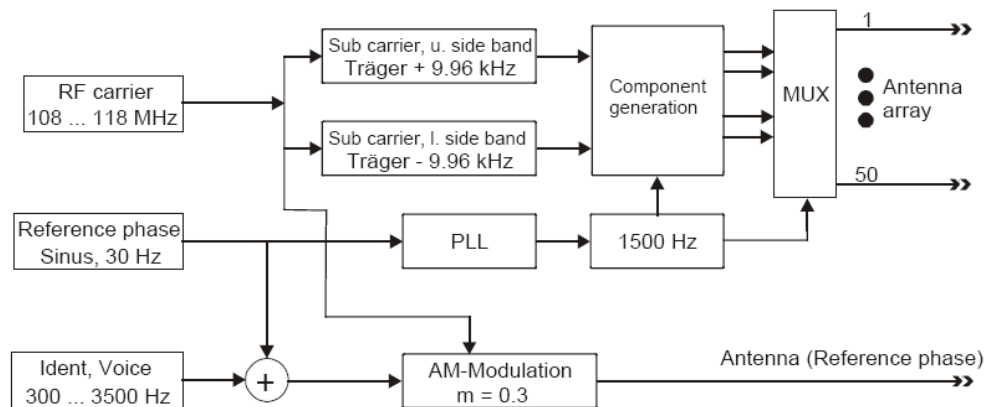 Sub carrier, u. side band
Träger + 9.96 kHz
RF carrier
108 ... 118 MHz
Sub carrier, l. side band
Träger - 9.96 kHz
Component
generation
MUX
1
Antenna
array
50
Reference phase
Sinus, 30 Hz
PLL
1500 Hz
Ident, Voice
300 ... 3500 Hz
+
AM-Modulation
m = 0.3
Antenna (Reference phase)